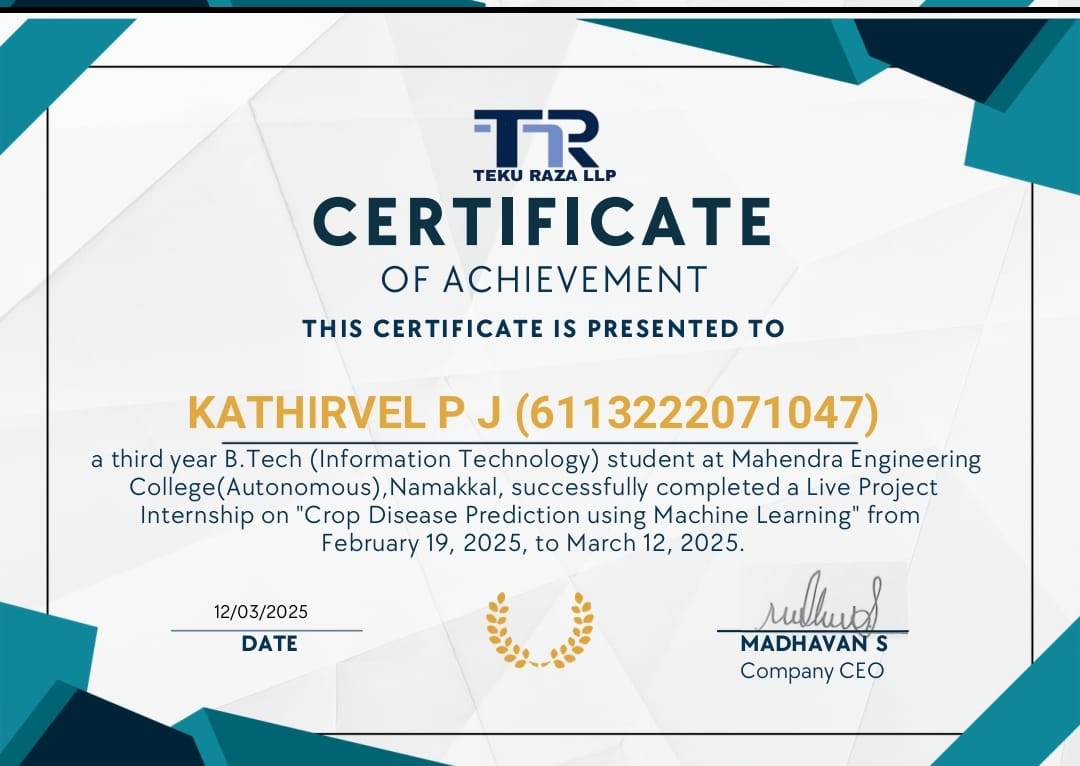 TEKU RAZA LLP
CERTIFICATE
OF ACHIEVEMENT
THIS CERTIFICATE IS PRESENTED TO
KATHIRVEL P J (6113222071047)
a third year B.Tech (Information Technology) student at Mahendra Engineering
College(Autonomous),Namakkal, successfully completed a Live Project
Internship on "Crop Disease Prediction using Machine Learning" from
February 19, 2025, to March 12, 2025.
12/03/2025
DATE
MADHAVAN S
Company CEO